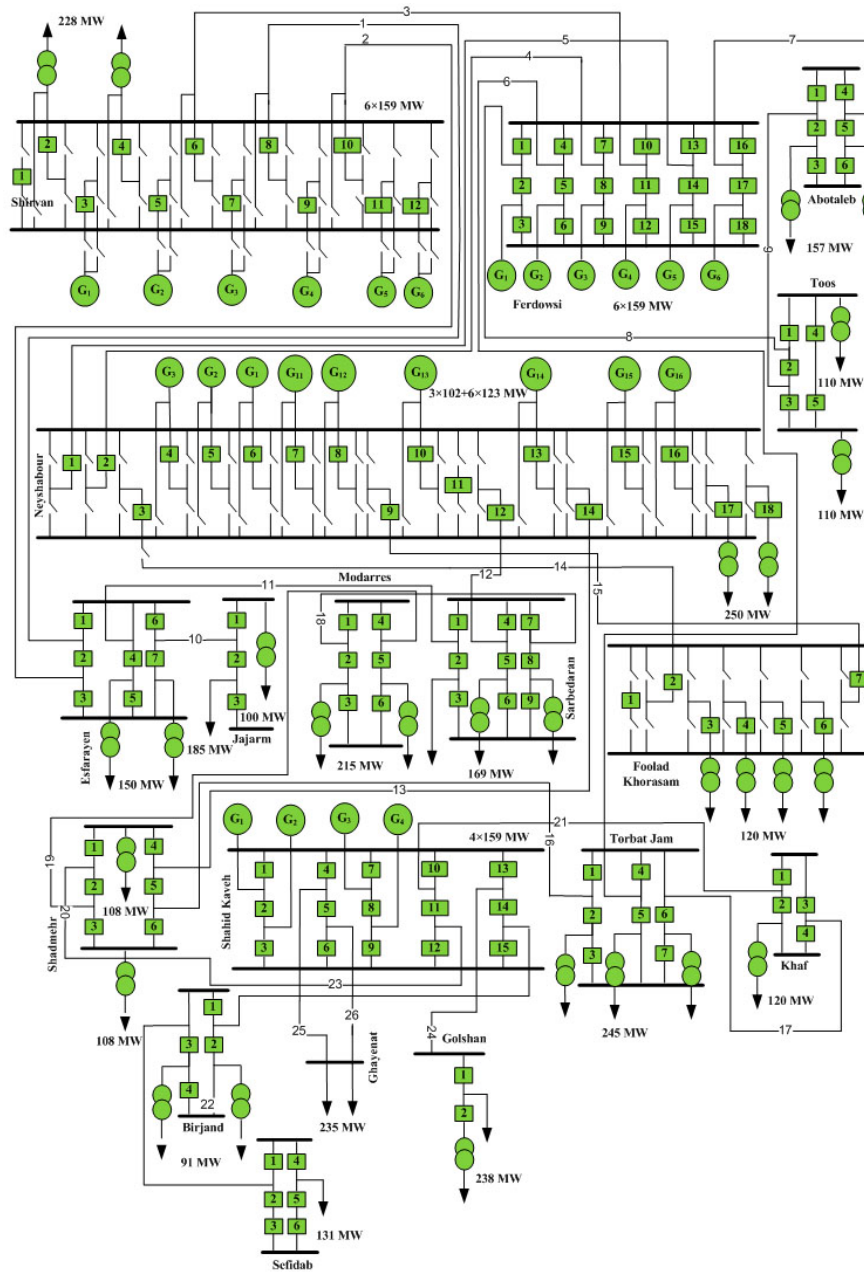 228 MW
1
2
3
4
5
6
7
6×159 MW
2
4
6
8
10
1
Shirvan
3
5
7
9
11
12
G1
G2
G3
G4
G5
G6
1
4
7
10
13
16
2
5
8
11
14
17
3
6
9
12
15
18
G1
G2
G3
G4
G5
G6
Ferdowsi
6×159 MW
1
4
2
5
3
6
Abotaleb
157 MW
9
Toos
8
1
4
2
3
5
110 MW
110 MW
G3
G2
G1
G11
G12
G13
G14
G15
G16
3×102+6×123 MW
Neyshabour
1
2
4
5
6
7
8
10
13
15
16
11
3
9
12
14
17
18
250 MW
14
12
15
11
Modarres
10
18
1
6
2
4
7
3
5
Esfarayen
150 MW
185 MW
1
2
3
100 MW
Jajarm
1
4
2
5
3
6
215 MW
1
4
7
2
5
8
3
6
9
Sarbedaran
169 MW
1
2
3
4
5
6
7
Foolad
Khorasam
120 MW
13
19
20
1
4
2
5
3
6
108 MW
Shadmehr
108 MW
G1
G2
G3
G4
4×159 MW
Shahid Kaveh
1
4
7
10
13
2
5
8
11
14
3
6
9
12
15
21
16
Torbat Jam
1
4
2
5
6
3
7
245 MW
1
2
3
4
Khaf
120 MW
17
23
25
26
24
1
3
2
4
22
Birjand
91 MW
Ghayenat
235 MW
Golshan
1
2
238 MW
1
4
2
5
3
6
131 MW
Sefidab